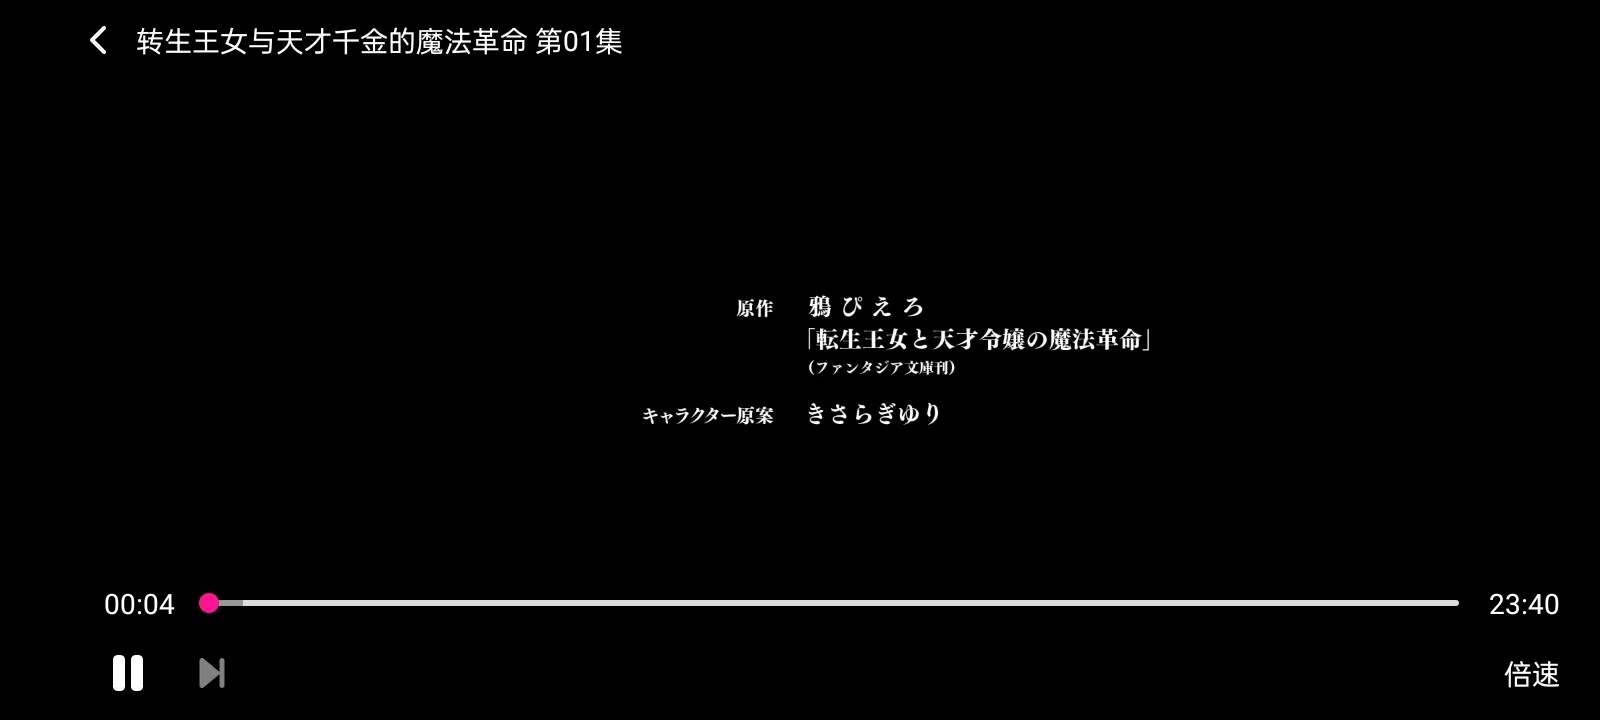 转生王女与天才千金的魔法革命 第01集
原作 鴉ぴえろ
「転生王女と天才令嬢の魔法革命」
(ファンタジア文庫刊)
キャラクター原案 きさらぎゆり
00:04 23:40
倍速